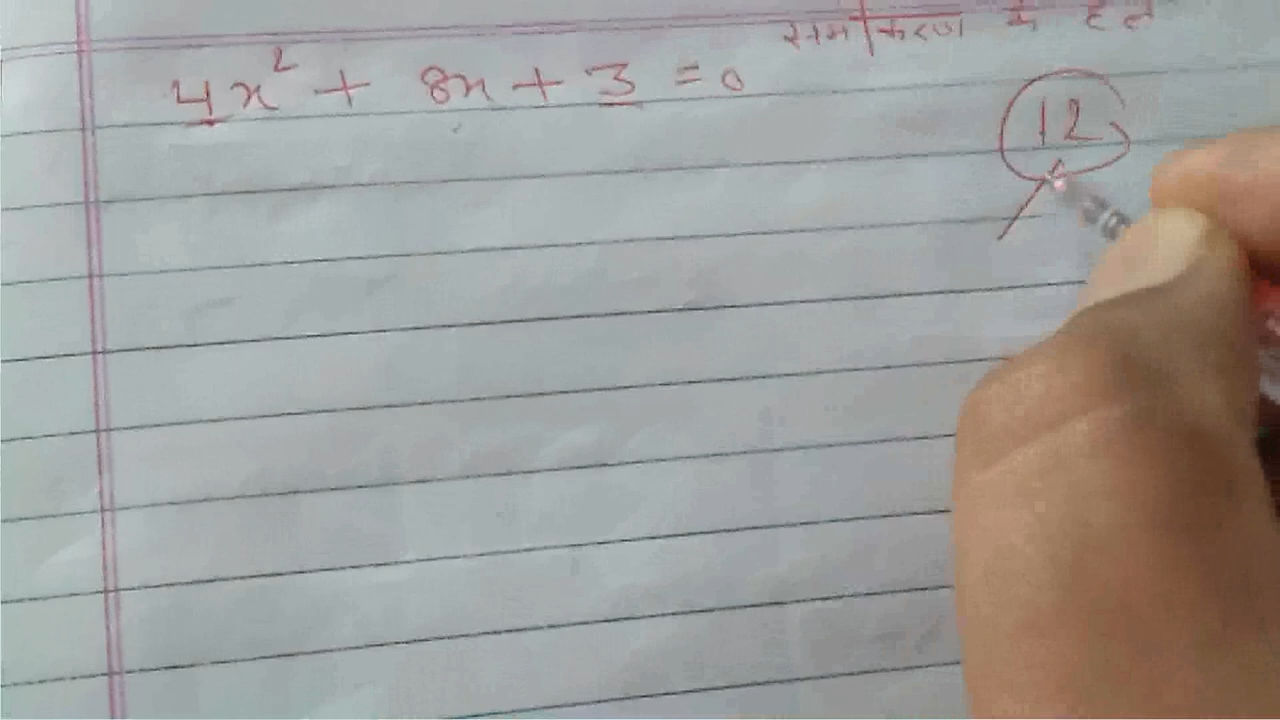 समीकरण के हल
4x² + 8x + 3 = 0
12